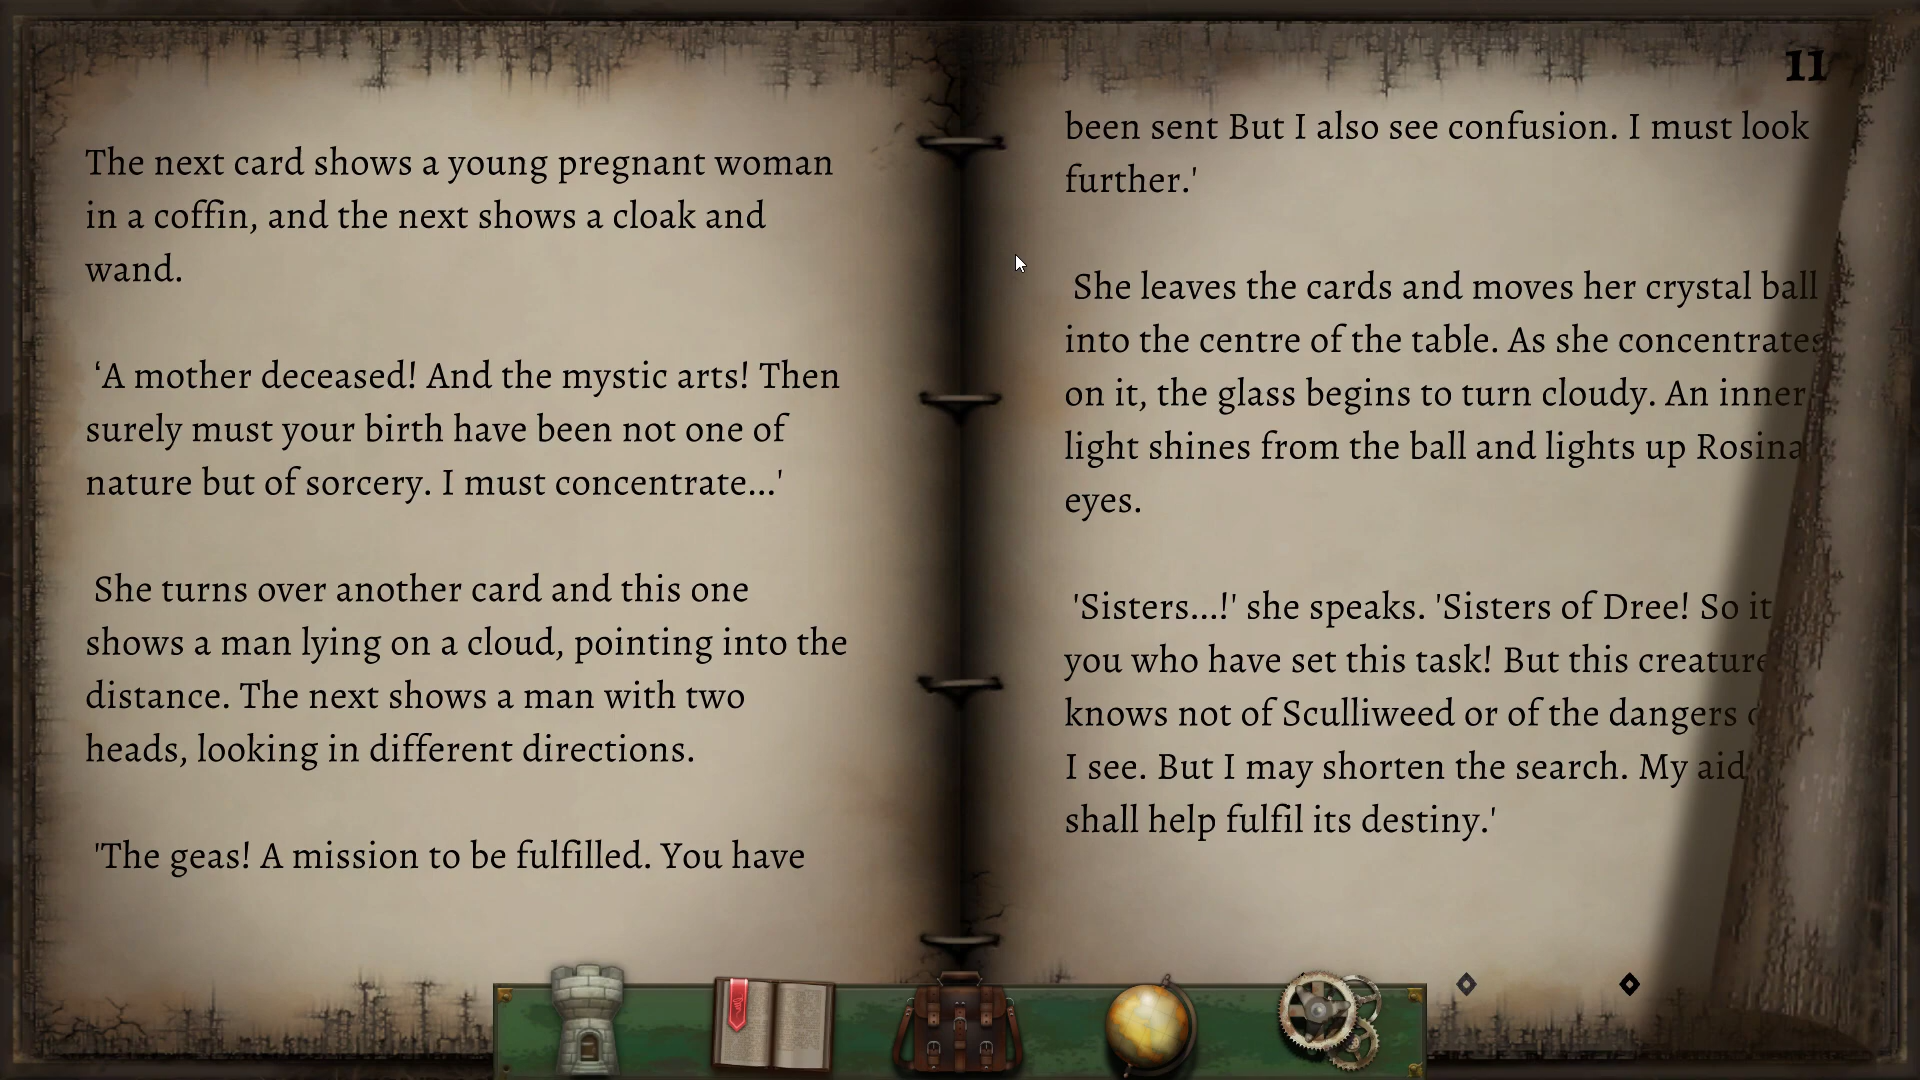 11
The next card shows a young pregnant woman
in a coffin, and the next shows a cloak and
wand.
‘A mother deceased! And the mystic arts! Then
surely must your birth have been not one of
nature but of sorcery. I must concentrate...'
She turns over another card and this one
shows a man lying on a cloud, pointing into the
distance. The next shows a man with two
heads, looking in different directions.
'The geas! A mission to be fulfilled. You have
been sent But I also see confusion. I must look
further.'
She leaves the cards and moves her crystal ball
into the centre of the table. As she concentrates
on it, the glass begins to turn cloudy. An inner
light shines from the ball and lights up Rosina
eyes.
'Sisters...!' she speaks. 'Sisters of Dree! So it
you who have set this task! But this creature
knows not of Sculliweed or of the dangers
I see. But I may shorten the search. My aid
shall help fulfil its destiny.'